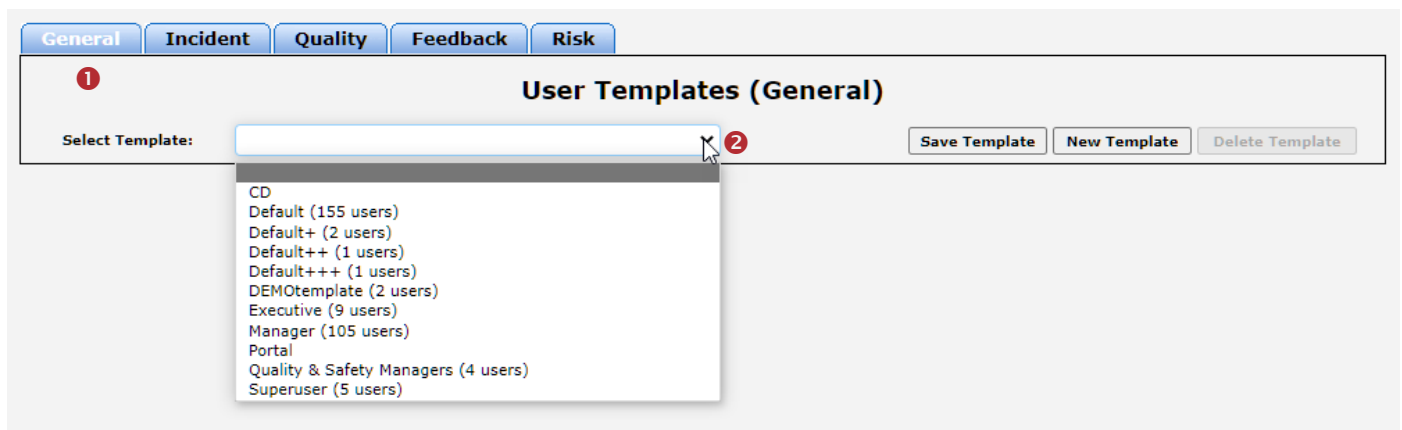 General Incident Quality Feedback Risk
1
User Templates (General)
Select Template: 2 Save Template New Template Delete Template
CD
Default (155 users)
Default+ (2 users)
Default++ (1 users)
Default+++ (1 users)
DEMOtemplate (2 users)
Executive (9 users)
Manager (105 users)
Portal
Quality & Safety Managers (4 users)
Superuser (5 users)